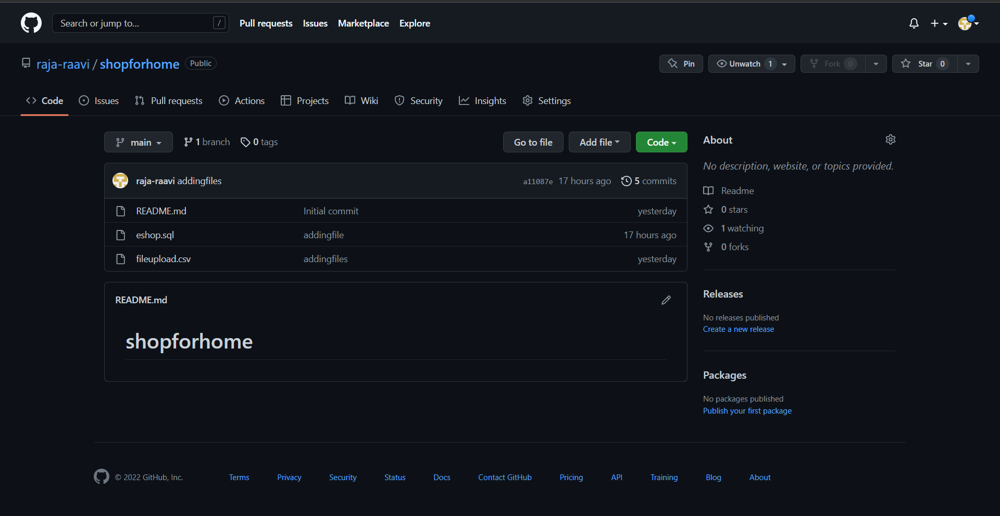 Search or jump to... /
Pull requests Issues Marketplace Explore
raja-raavi / shopforhome Public
Pin
Unwatch 1
Fork 0
Star 0
Code Issues Pull requests Actions Projects Wiki Security Insights Settings
main 1 branch 0 tags
Go to file Add file Code
raja-raavi addingfiles a11087e 17 hours ago 5 commits
README.md Initial commit yesterday
eshop.sql addingfile 17 hours ago
fileupload.csv addingfiles yesterday
README.md
shopforhome
About
No description, website, or topics provided.
Readme
0 stars
1 watching
0 forks
Releases
No releases published
Create a new release
Packages
No packages published
Publish your first package
© 2022 GitHub, Inc. Terms Privacy Security Status Docs Contact GitHub Pricing API Training Blog About